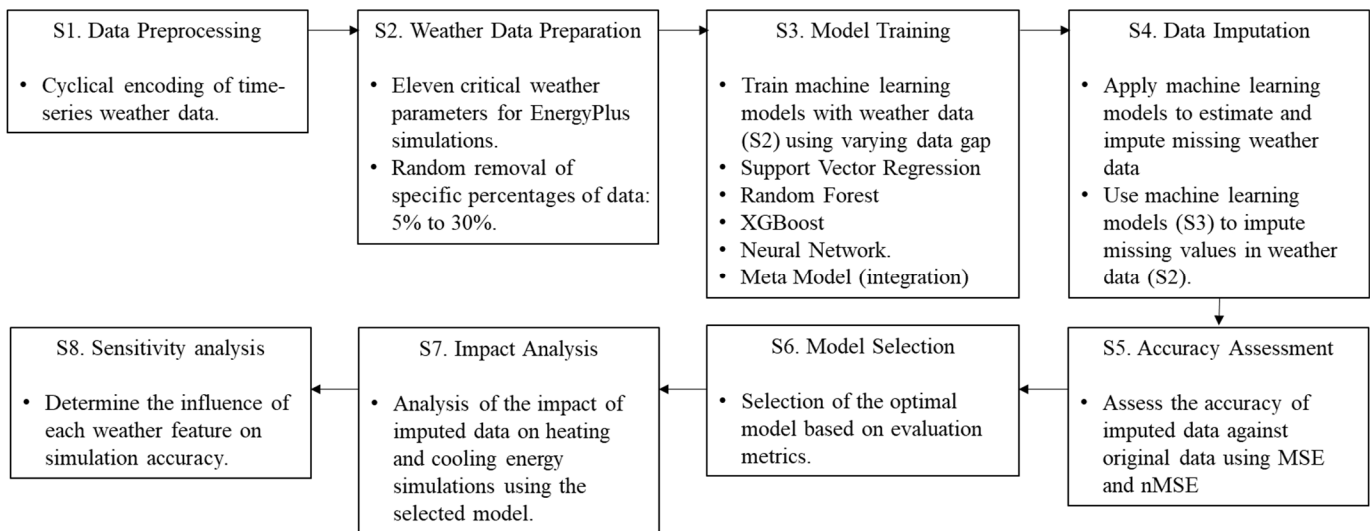 S1. Data Preprocessing
• Cyclical encoding of time-
series weather data.
S2. Weather Data Preparation
• Eleven critical weather
parameters for EnergyPlus
simulations.
• Random removal of
specific percentages of data:
5% to 30%.
S3. Model Training
• Train machine learning
models with weather data
(S2) using varying data gap
• Support Vector Regression
• Random Forest
• XGBoost
• Neural Network.
• Meta Model (integration)
S4. Data Imputation
• Apply machine learning
models to estimate and
impute missing weather
data
• Use machine learning
models (S3) to impute
missing values in weather
data (S2).
S5. Accuracy Assessment
• Assess the accuracy of
imputed data against
original data using MSE
and nMSE
S6. Model Selection
• Selection of the optimal
model based on evaluation
metrics.
S7. Impact Analysis
• Analysis of the impact of
imputed data on heating
and cooling energy
simulations using the
selected model.
S8. Sensitivity analysis
• Determine the influence of
each weather feature on
simulation accuracy.